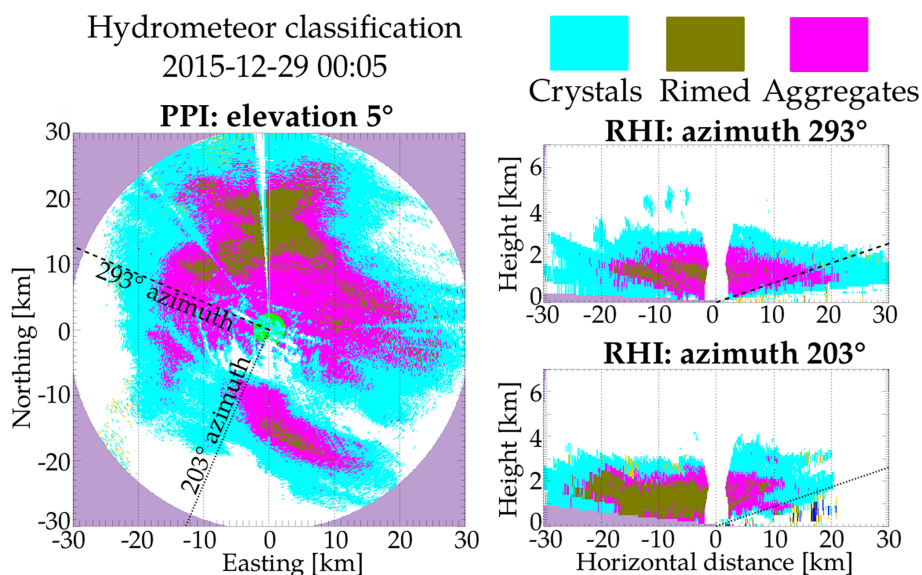 Hydrometeor classification
2015-12-29 00:05
Crystals Rimed Aggregates
PPI: elevation 5°
30
20
10
0
-10
-20
-30
Northing [km]
293° azimuth
203° azimuth
-30 -20 -10 0 10 20 30
Easting [km]
RHI: azimuth 293°
6
4
2
0
Height [km]
-30 -20 -10 0 10 20 30
RHI: azimuth 203°
6
4
2
0
Height [km]
-30 -20 -10 0 10 20 30
Horizontal distance [km]